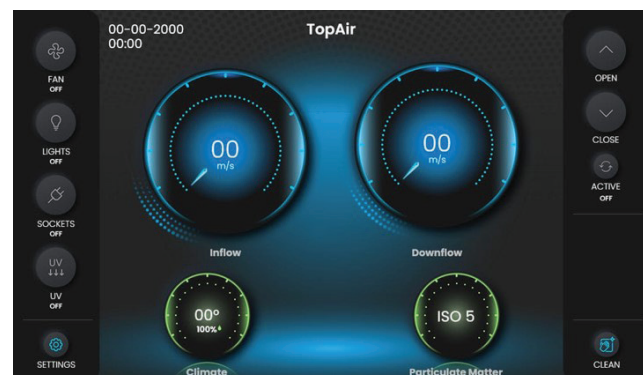 00-00-2000
00:00
TopAir
FAN
OFF
LIGHTS
OFF
SOCKETS
OFF
UV
UV
OFF
SETTINGS
00
m/s
Inflow
00
m/s
Downflow
00°
100%
Climate
ISO 5
Particulate Matter
OPEN
CLOSE
ACTIVE
OFF
CLEAN